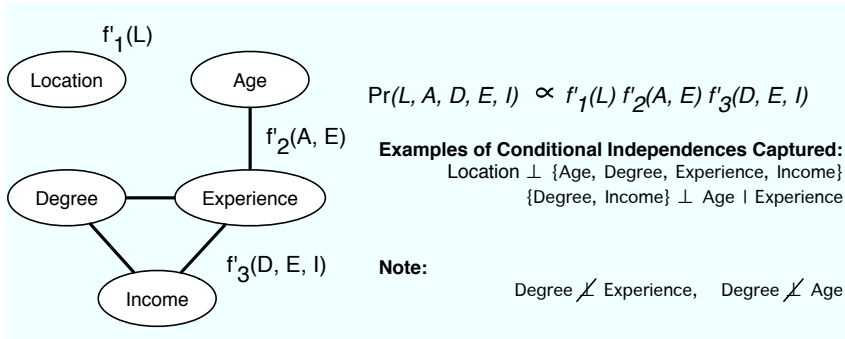 f'1(L)
Location
Age
Pr(L, A, D, E, I) ∝ f'1(L) f'2(A, E) f'3(D, E, I)
f'2(A, E)
Examples of Conditional Independences Captured:
Location ⊥ {Age, Degree, Experience, Income}
{Degree, Income} ⊥ Age | Experience
Degree
Experience
f'3(D, E, I)
Note:
Degree ⊥̸ Experience, Degree ⊥̸ Age
Income